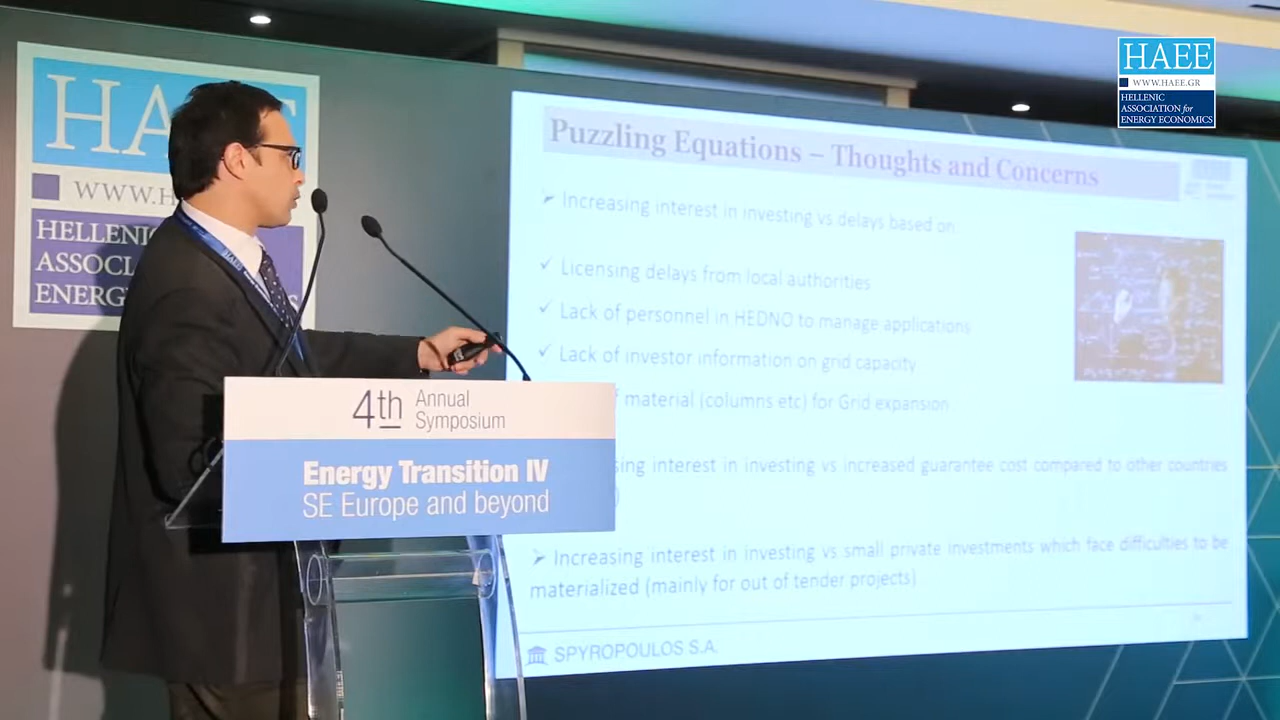 HAEE
WWW.HAEE.GR
HELLENIC
ASSOCIATION for
ENERGY ECONOMICS
HA E
WWW.H
HELLENIC
ASSOCI
ENERG S
HAEE
Puzzling Equations – Thoughts and Concerns
➢ Increasing interest in investing vs delays based on
✓ Licensing delays from local authorities
✓ Lack of personnel in HEDNO to manage applications
✓ Lack of investor information on grid capacity
f material (columns etc) for Grid expansion
sing interest in investing vs increased guarantee cost compared to other countries
)
➢ Increasing interest in investing vs small private investments which face difficulties to be
materialized (mainly for out of tender projects)
SPYROPOULOS S.A.
4th Annual
Symposium
Energy Transition IV
SE Europe and beyond